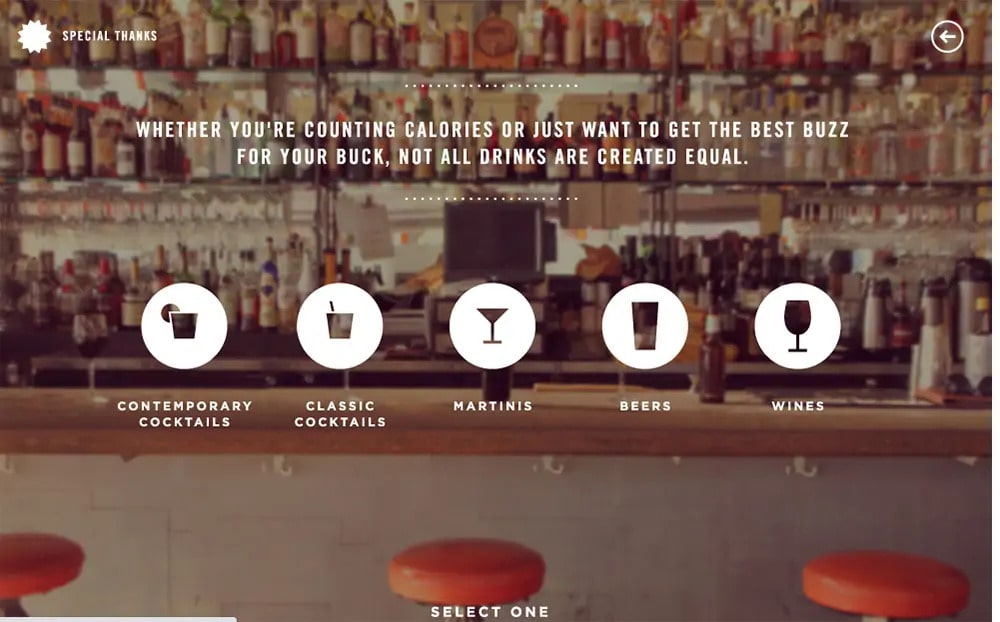 SPECIAL THANKS
WHETHER YOU'RE COUNTING CALORIES OR JUST WANT TO GET THE BEST BUZZ
FOR YOUR BUCK, NOT ALL DRINKS ARE CREATED EQUAL.
CONTEMPORARY
COCKTAILS
CLASSIC
COCKTAILS
MARTINIS
BEERS
WINES
SELECT ONE